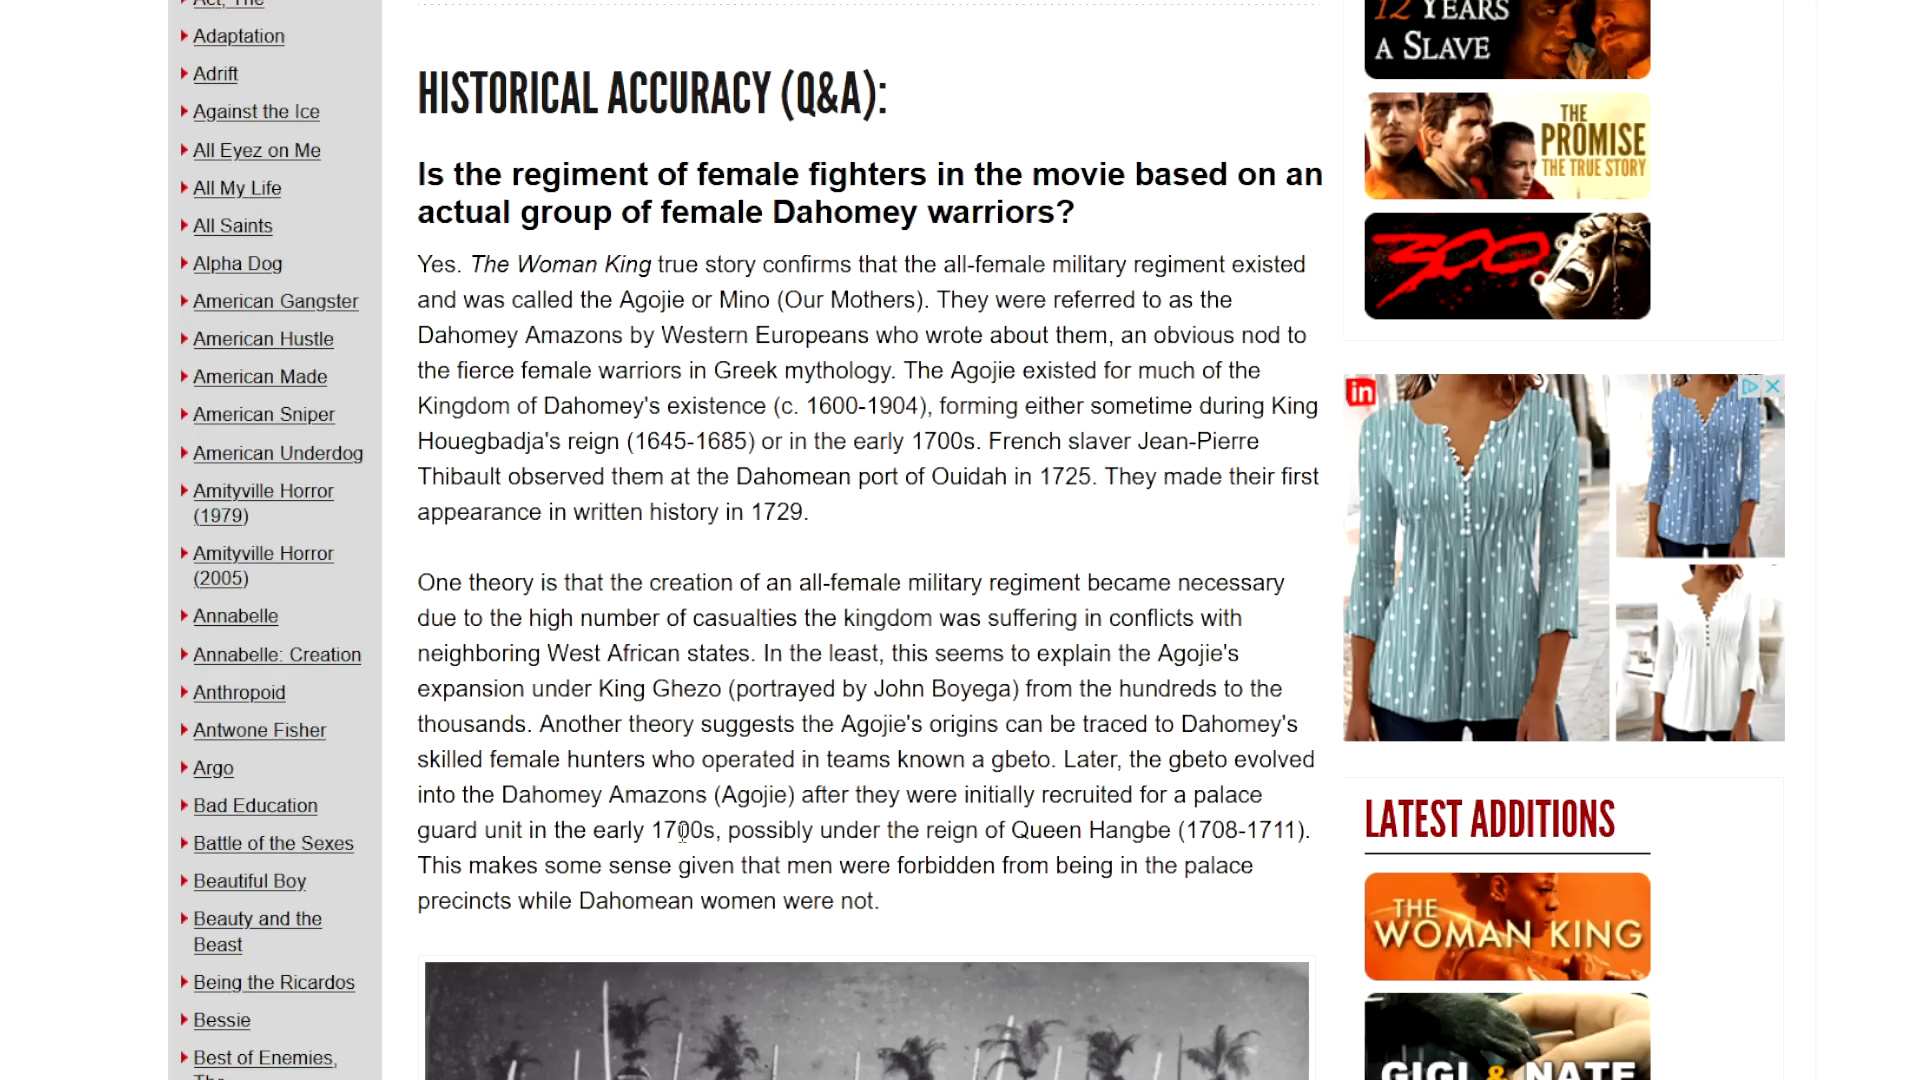 Act, The
Adaptation
Adrift
Against the Ice
All Eyez on Me
All My Life
All Saints
Alpha Dog
American Gangster
American Hustle
American Made
American Sniper
American Underdog
Amityville Horror
(1979)
Amityville Horror
(2005)
Annabelle
Annabelle: Creation
Anthropoid
Antwone Fisher
Argo
Bad Education
Battle of the Sexes
Beautiful Boy
Beauty and the
Beast
Being the Ricardos
Bessie
Best of Enemies,
The
HISTORICAL ACCURACY (Q&A):
Is the regiment of female fighters in the movie based on an
actual group of female Dahomey warriors?
Yes. The Woman King true story confirms that the all-female military regiment existed
and was called the Agojie or Mino (Our Mothers). They were referred to as the
Dahomey Amazons by Western Europeans who wrote about them, an obvious nod to
the fierce female warriors in Greek mythology. The Agojie existed for much of the
Kingdom of Dahomey's existence (c. 1600-1904), forming either sometime during King
Houegbadja's reign (1645-1685) or in the early 1700s. French slaver Jean-Pierre
Thibault observed them at the Dahomean port of Ouidah in 1725. They made their first
appearance in written history in 1729.
One theory is that the creation of an all-female military regiment became necessary
due to the high number of casualties the kingdom was suffering in conflicts with
neighboring West African states. In the least, this seems to explain the Agojie's
expansion under King Ghezo (portrayed by John Boyega) from the hundreds to the
thousands. Another theory suggests the Agojie's origins can be traced to Dahomey's
skilled female hunters who operated in teams known a gbeto. Later, the gbeto evolved
into the Dahomey Amazons (Agojie) after they were initially recruited for a palace
guard unit in the early 1700s, possibly under the reign of Queen Hangbe (1708-1711).
This makes some sense given that men were forbidden from being in the palace
precincts while Dahomean women were not.
12 YEARS
A SLAVE
THE
PROMISE
THE TRUE STORY
300
in
LATEST ADDITIONS
THE
WOMAN KING
GIGI & NATE